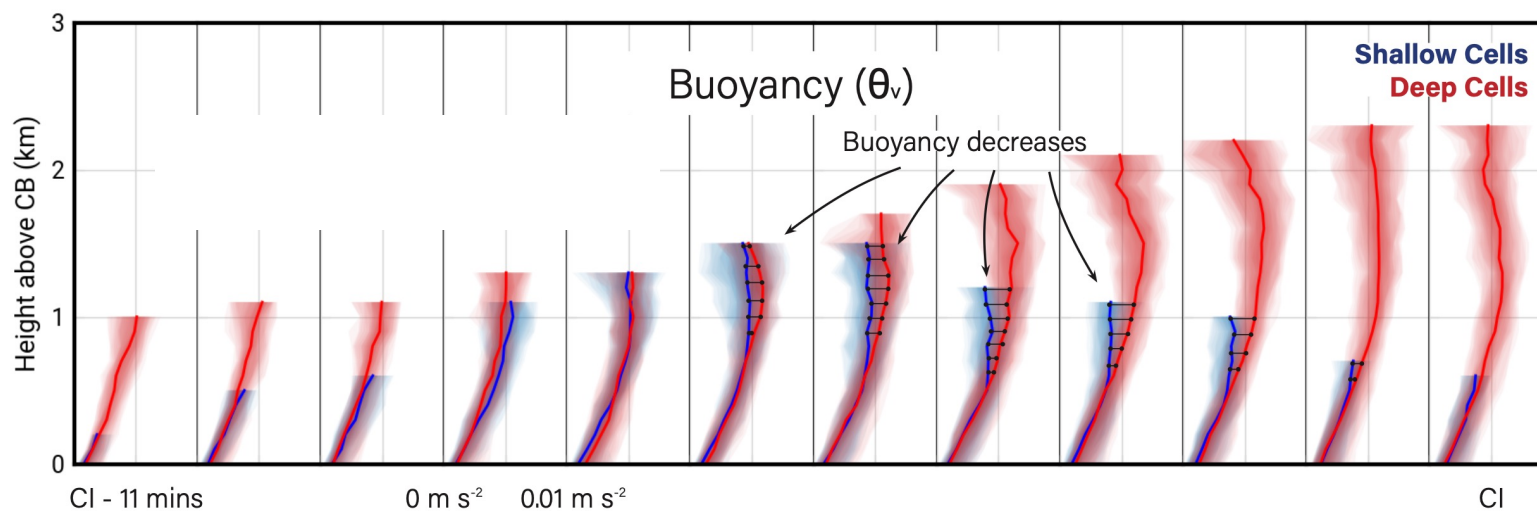 3
Shallow Cells
Deep Cells
Buoyancy (θᵥ)
Buoyancy decreases
Height above CB (km)
2
1
0
CI - 11 mins
0 m s⁻²
0.01 m s⁻²
CI